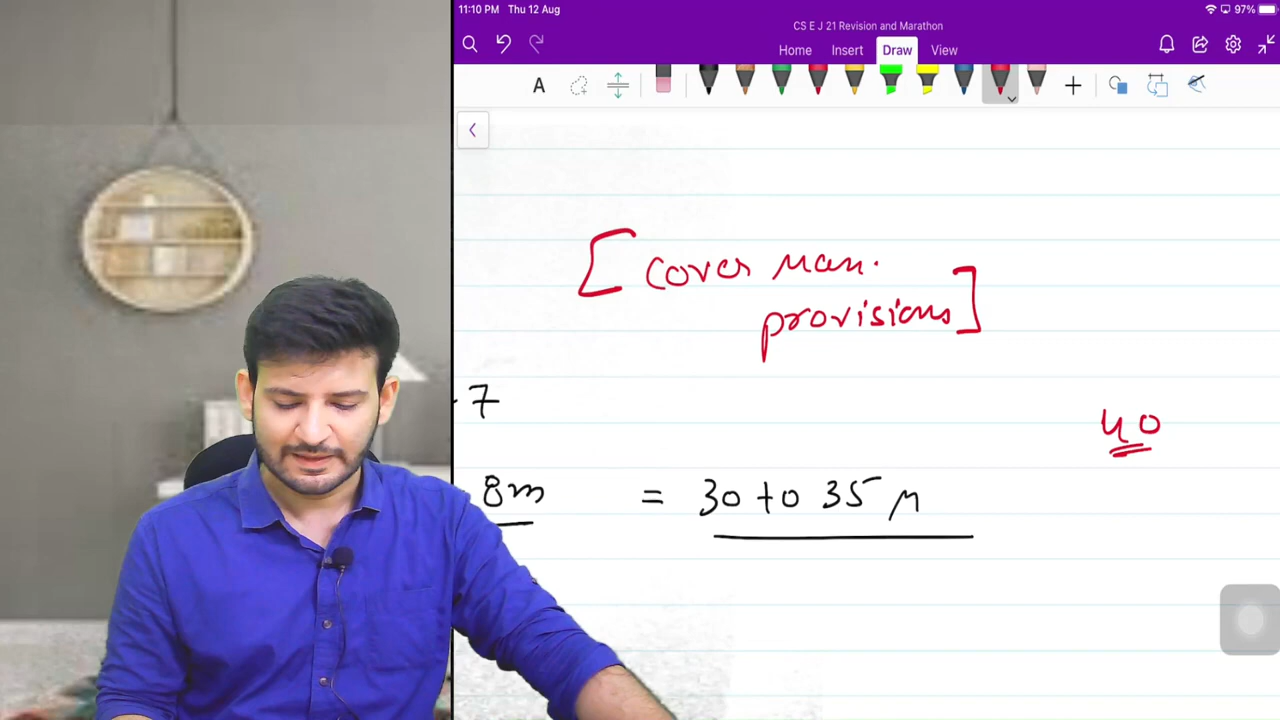 11:10 PM Thu 12 Aug
97%
CS E J 21 Revision and Marathon
Home Insert Draw View
A
[cover man.
provisions]
-7
40
8m = 30 to 35 M